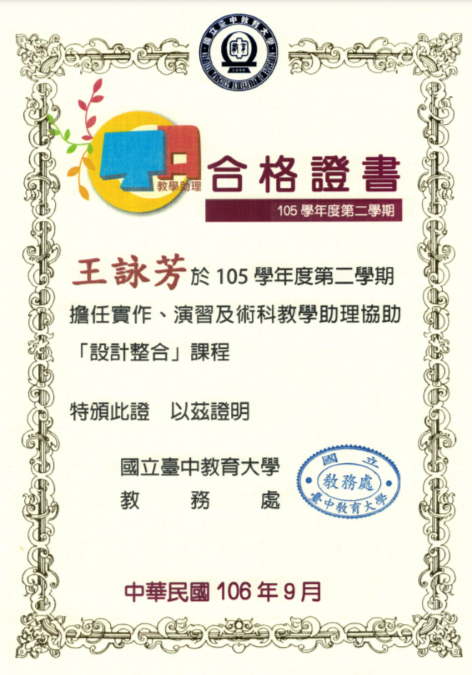 國立臺中教育大學
NATIONAL TAICHUNG UNIVERSITY OF EDUCATION
教學助理
合格證書
105 學年度第二學期
王詠芳於 105 學年度第二學期
擔任實作、演習及術科教學助理協助
「設計整合」課程
特頒此證 以茲證明
國立臺中教育大學
教務處
國立
教務處
臺中教育大學
中華民國 106 年 9 月